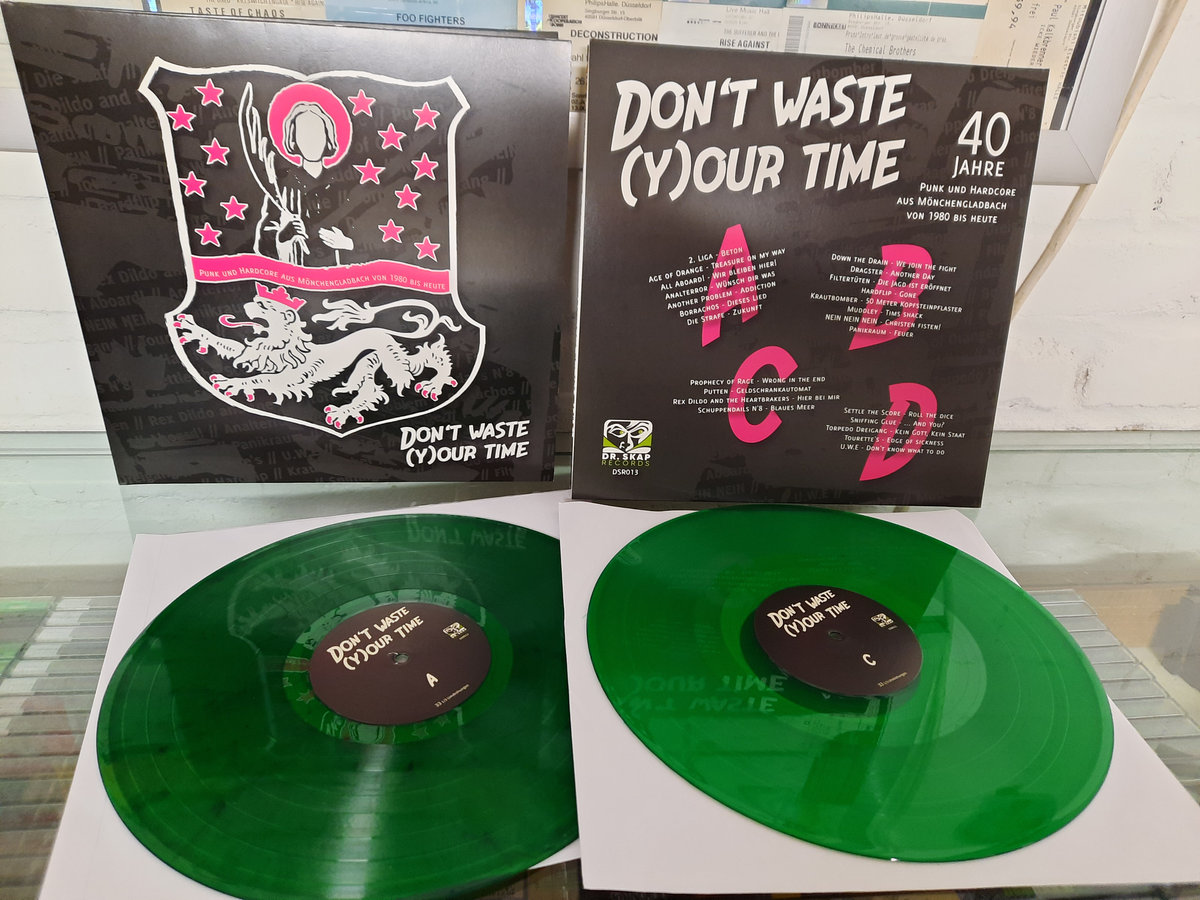 TASTE OF CHAOS
FOO FIGHTERS
DECONSTRUCTION
Live Music Hall
RISE AGAINST
PhilipsHalle, Düsseldorf
The Chemical Brothers
Paul Kalkbrenner
PUNK UND HARDCORE AUS MÖNCHENGLADBACH VON 1980 BIS HEUTE
DON'T WASTE
(Y)OUR TIME
DON'T WASTE
(Y)OUR TIME
40
JAHRE
PUNK UND HARDCORE
AUS MÖNCHENGLADBACH
VON 1980 BIS HEUTE
A
2. LIGA - BETON
AGE OF ORANGE - TREASURE ON MY WAY
ALL ABOARD! - WIR BLEIBEN HIER!
ANALTERROR - WÜNSCH DIR WAS
ANOTHER PROBLEM - ADDICTION
BORRACHOS - DIESES LIED
DIE STRAFE - ZUKUNFT
B
DOWN THE DRAIN - WE JOIN THE FIGHT
DRAGSTER - ANOTHER DAY
FILTERTÜTEN - DIE JAGD IST ERÖFFNET
HARDFLIP - GONE
KRAUTBOMBER - 50 METER KOPFSTEINPFLASTER
MUDDLEY - TIMS SNACK
NEIN NEIN NEIN - CHRISTEN FISTEN!
PANIKRAUM - FEUER
C
PROPHECY OF RAGE - WRONG IN THE END
PUTTEN - GELDSCHRANKAUTOMAT
REX DILDO AND THE HEARTBREAKERS - HIER BEI MIR
SCHUPPENDAILS N'8 - BLAUES MEER
D
SETTLE THE SCORE - ROLL THE DICE
SNIFFING GLUE - ... AND YOU?
TORPEDO DREIGANG - KEIN GOTT, KEIN STAAT
TOURETTE'S - EDGE OF SICKNESS
U.W.E - DON'T KNOW WHAT TO DO
DR. SKAP
RECORDS
DSR013
DON'T WASTE
(Y)OUR TIME
A
DON'T WASTE
(Y)OUR TIME
C